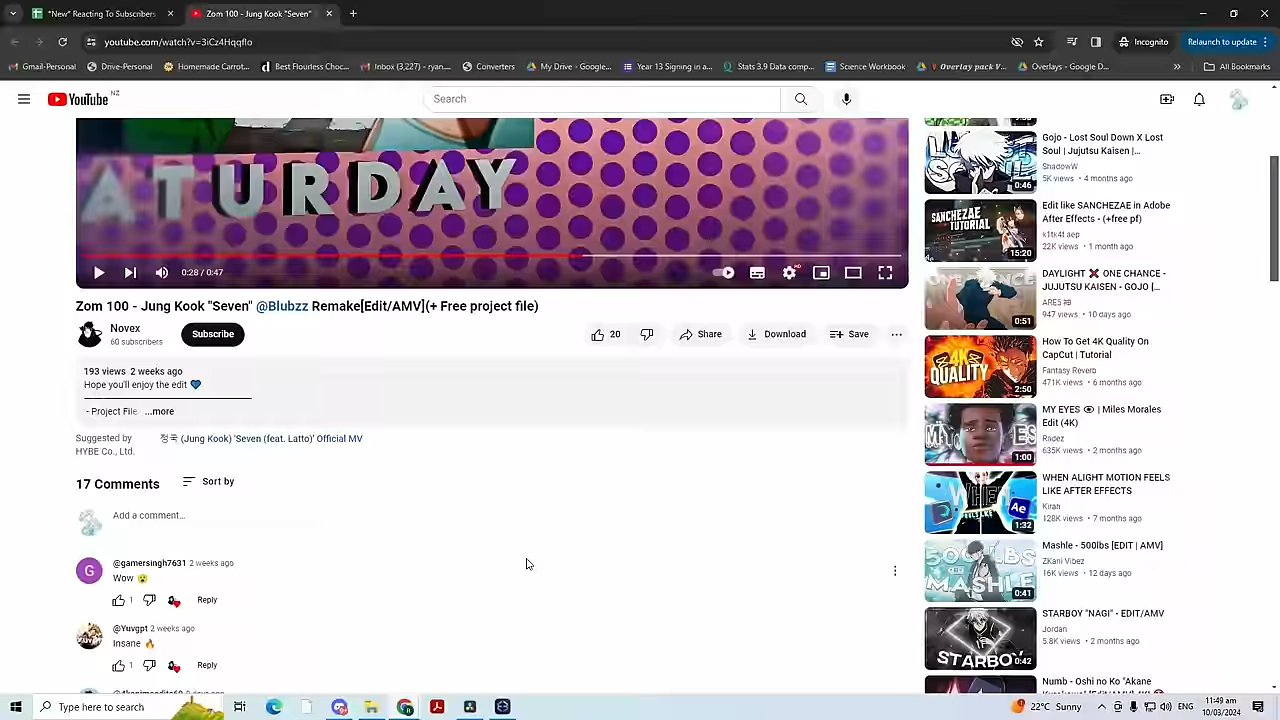 *New* Reacting To Subscribers
Zom 100 - Jung Kook "Seven"
youtube.com/watch?v=3iCz4Hqqflo
Incognito
Relaunch to update
Gmail-Personal
Drive-Personal
Homemade Carrot...
Best Flourless Choc...
Inbox (3,227) - ryan...
Converters
My Drive - Google...
Year 13 Signing in a...
Stats 3.9 Data comp...
Science Workbook
V Overlay pack V...
Overlays - Google D...
All Bookmarks
YouTube NZ
Search
ATURDAY
0:28 / 0:47
Zom 100 - Jung Kook "Seven" @Blubzz Remake[Edit/AMV](+ Free project file)
Novex
60 subscribers
Subscribe
20
Share
Download
Save
193 views 2 weeks ago
Hope you'll enjoy the edit 💙
- Project File ...more
Suggested by
HYBE Co., Ltd.
정국 (Jung Kook) 'Seven (feat. Latto)' Official MV
17 Comments
Sort by
Add a comment...
G
@gamersingh7631 2 weeks ago
Wow 😮
1
Reply
@Yuvgpt 2 weeks ago
Insane 🔥
1
Reply
Gojo - Lost Soul Down X Lost
Soul | Jujutsu Kaisen |...
ShadowW
5K views • 4 months ago
0:46
SANCHEZAE
TUTORIAL
15:20
Edit like SANCHEZAE in Adobe
After Effects - (+free pf)
k1tk4t.aep
22K views • 1 month ago
ONE CHANCE
0:51
DAYLIGHT ❌ ONE CHANCE -
JUJUTSU KAISEN - GOJO [...
947 views • 10 days ago
4K
QUALITY
2:50
How To Get 4K Quality On
CapCut | Tutorial
Fantasy Reverb
471K views • 6 months ago
MY
ES
1:00
MY EYES 👁 | Miles Morales
Edit (4K)
Radez
635K views • 2 months ago
WHE
Ae
1:32
WHEN ALIGHT MOTION FEELS
LIKE AFTER EFFECTS
Kiran
128K views • 7 months ago
500LBS
MASHLE
0:41
Mashle - 500lbs [EDIT | AMV]
ZKani Vibez
16K views • 12 days ago
STARBOY
0:42
STARBOY "NAGI" - EDIT/AMV
Jordan
5.8K views • 2 months ago
Numb - Oshi no Ko "Akane
Type here to search
22°C Sunny
ENG
11:49 am
10/03/2024